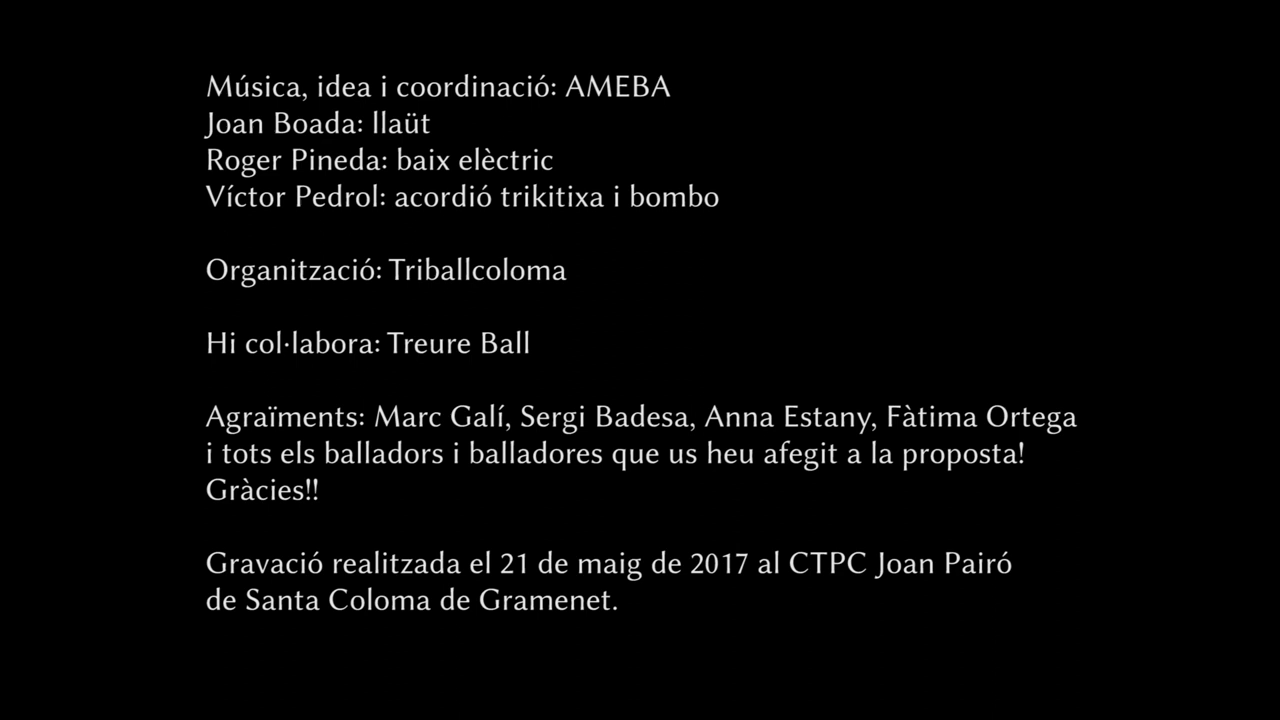 Música, idea i coordinació: AMEBA
Joan Boada: llaüt
Roger Pineda: baix elèctric
Víctor Pedrol: acordió trikitixa i bombo
Organització: Triballcoloma
Hi col·labora: Treure Ball
Agraïments: Marc Galí, Sergi Badesa, Anna Estany, Fàtima Ortega
i tots els balladors i balladores que us heu afegit a la proposta!
Gràcies!!
Gravació realitzada el 21 de maig de 2017 al CTPC Joan Pairó
de Santa Coloma de Gramenet.